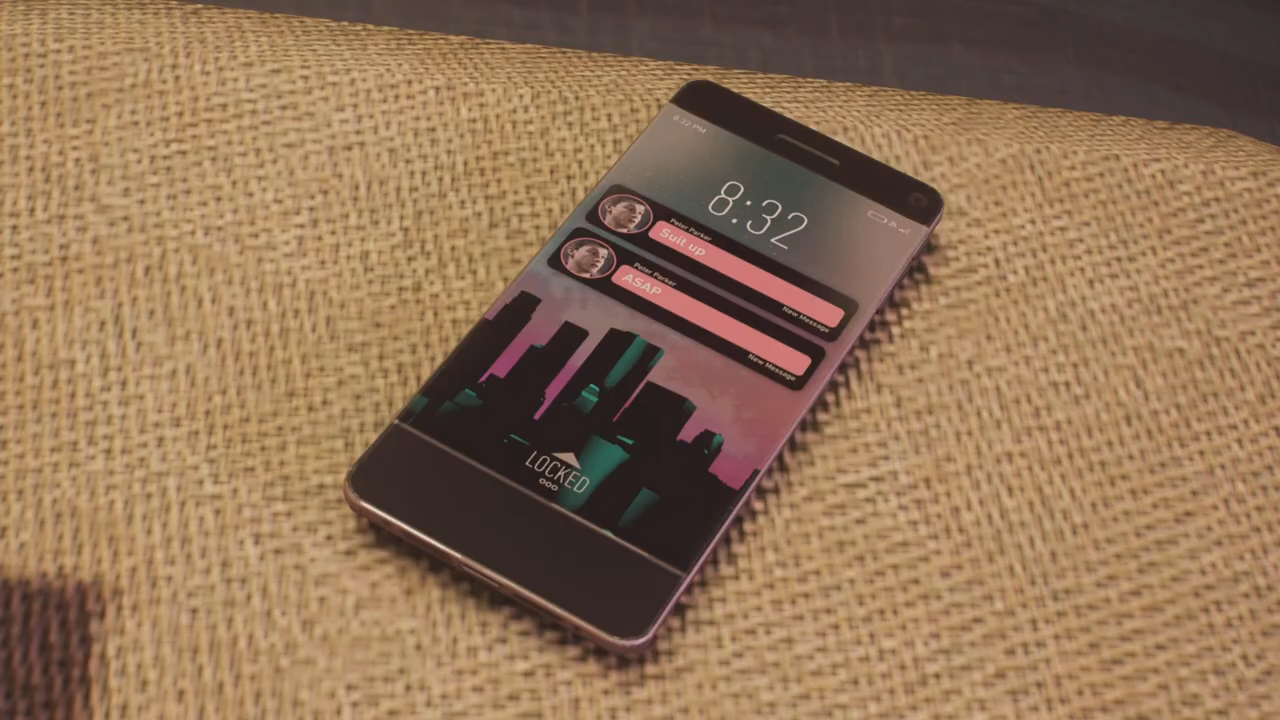 8:32 PM
8:32
Peter Parker
Suit up
New Message
Peter Parker
ASAP
New Message
LOCKED